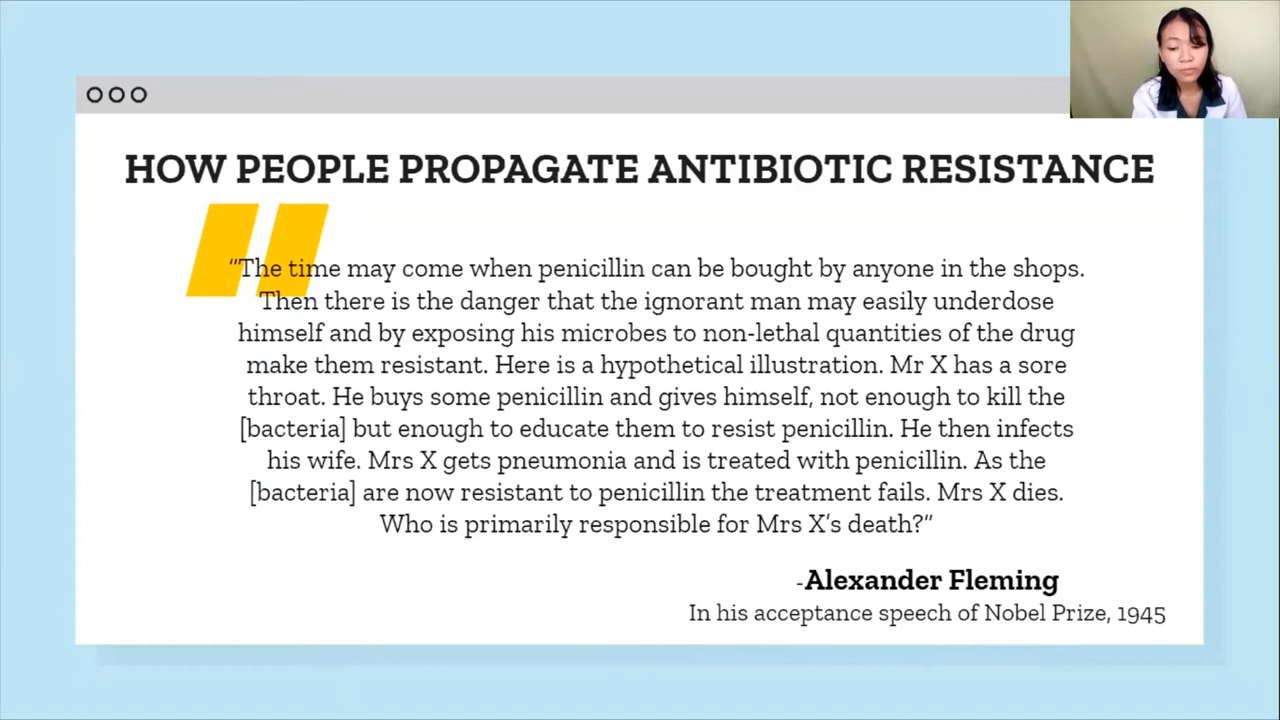 HOW PEOPLE PROPAGATE ANTIBIOTIC RESISTANCE
“The time may come when penicillin can be bought by anyone in the shops.
Then there is the danger that the ignorant man may easily underdose
himself and by exposing his microbes to non-lethal quantities of the drug
make them resistant. Here is a hypothetical illustration. Mr X has a sore
throat. He buys some penicillin and gives himself, not enough to kill the
[bacteria] but enough to educate them to resist penicillin. He then infects
his wife. Mrs X gets pneumonia and is treated with penicillin. As the
[bacteria] are now resistant to penicillin the treatment fails. Mrs X dies.
Who is primarily responsible for Mrs X’s death?”
-Alexander Fleming
In his acceptance speech of Nobel Prize, 1945